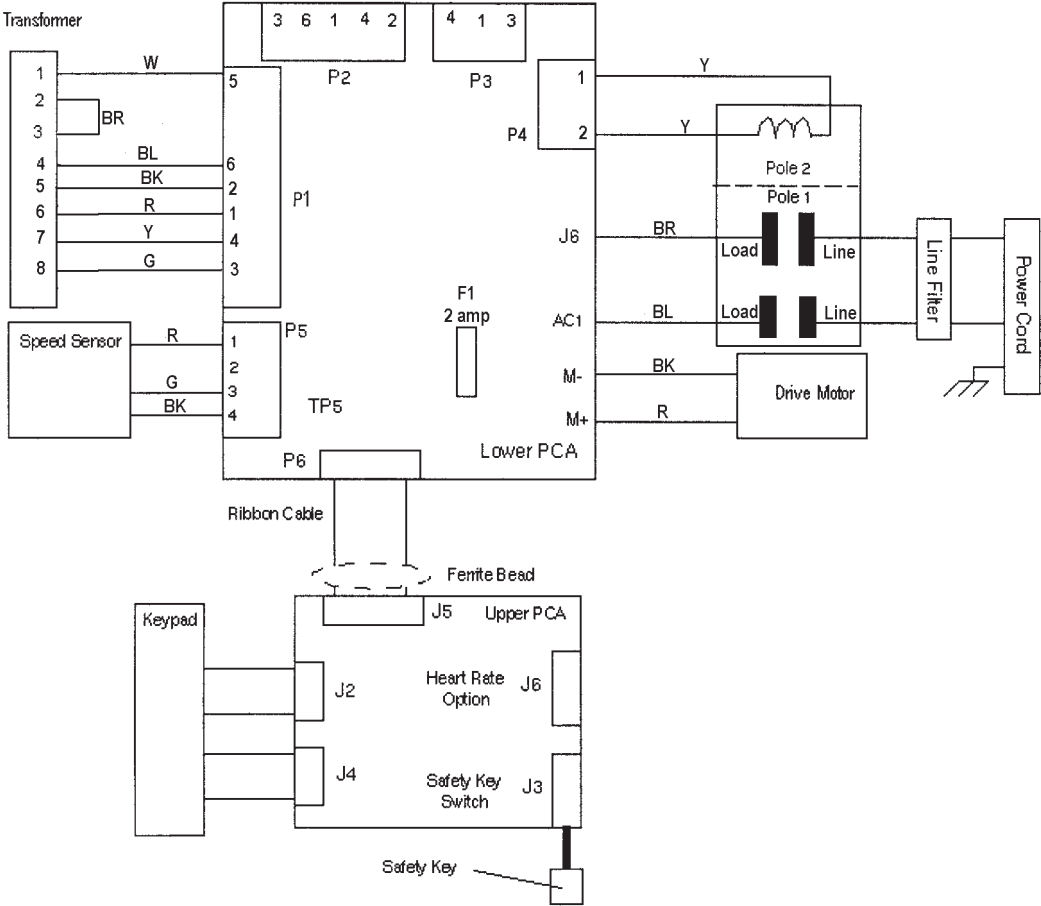 Transformer
3 6 1 4 2
4 1 3
P2
P3
1
2
3
4
5
6
7
8
W
BR
BL
BK
R
Y
G
5
6
2
1
4
3
P1
1
2
P4
Y
Y
Pole 2
Pole 1
J6
BR
Load
Line
AC1
BL
Load
Line
Line Filter
Power Cord
F1
2 amp
Speed Sensor
R
G
BK
1
2
3
4
P5
TP5
M-
BK
M+
R
Drive Motor
Lower PCA
P6
Ribbon Cable
Ferrite Bead
J5
Upper PCA
Keypad
J2
J4
Heart Rate
Option
J6
Safety Key
Switch
J3
Safety Key